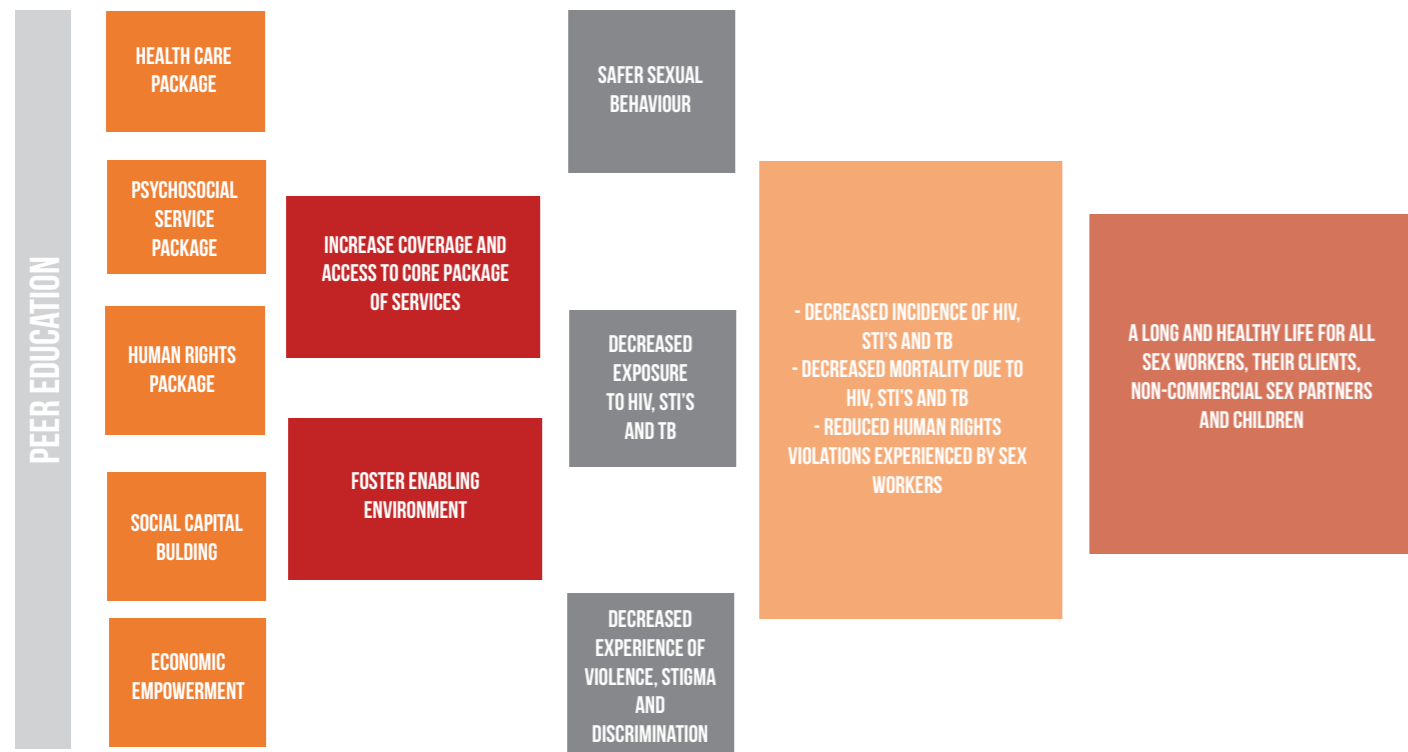 PEER EDUCATION
HEALTH CARE
PACKAGE
PSYCHOSOCIAL
SERVICE
PACKAGE
HUMAN RIGHTS
PACKAGE
SOCIAL CAPITAL
BULDING
ECONOMIC
EMPOWERMENT
INCREASE COVERAGE AND
ACCESS TO CORE PACKAGE
OF SERVICES
FOSTER ENABLING
ENVIRONMENT
SAFER SEXUAL
BEHAVIOUR
DECREASED
EXPOSURE
TO HIV, STI'S
AND TB
DECREASED
EXPERIENCE OF
VIOLENCE, STIGMA
AND
DISCRIMINATION
- DECREASED INCIDENCE OF HIV,
STI'S AND TB
- DECREASED MORTALITY DUE TO
HIV, STI'S AND TB
- REDUCED HUMAN RIGHTS
VIOLATIONS EXPERIENCED BY SEX
WORKERS
A LONG AND HEALTHY LIFE FOR ALL
SEX WORKERS, THEIR CLIENTS,
NON-COMMERCIAL SEX PARTNERS
AND CHILDREN